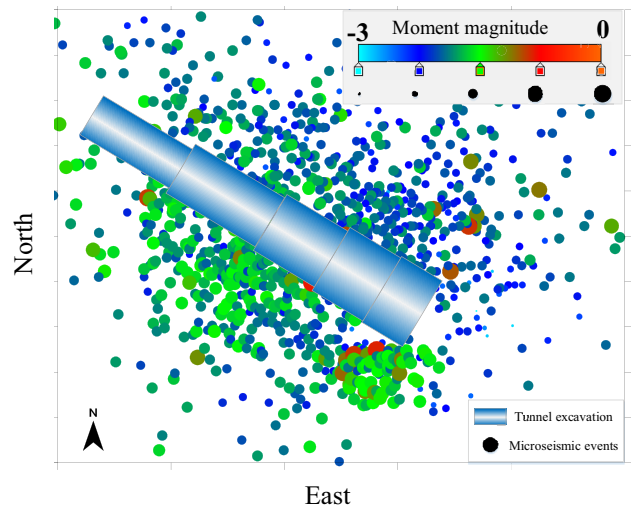 Moment magnitude
-3 0
North
N
Tunnel excavation
Microseismic events
East